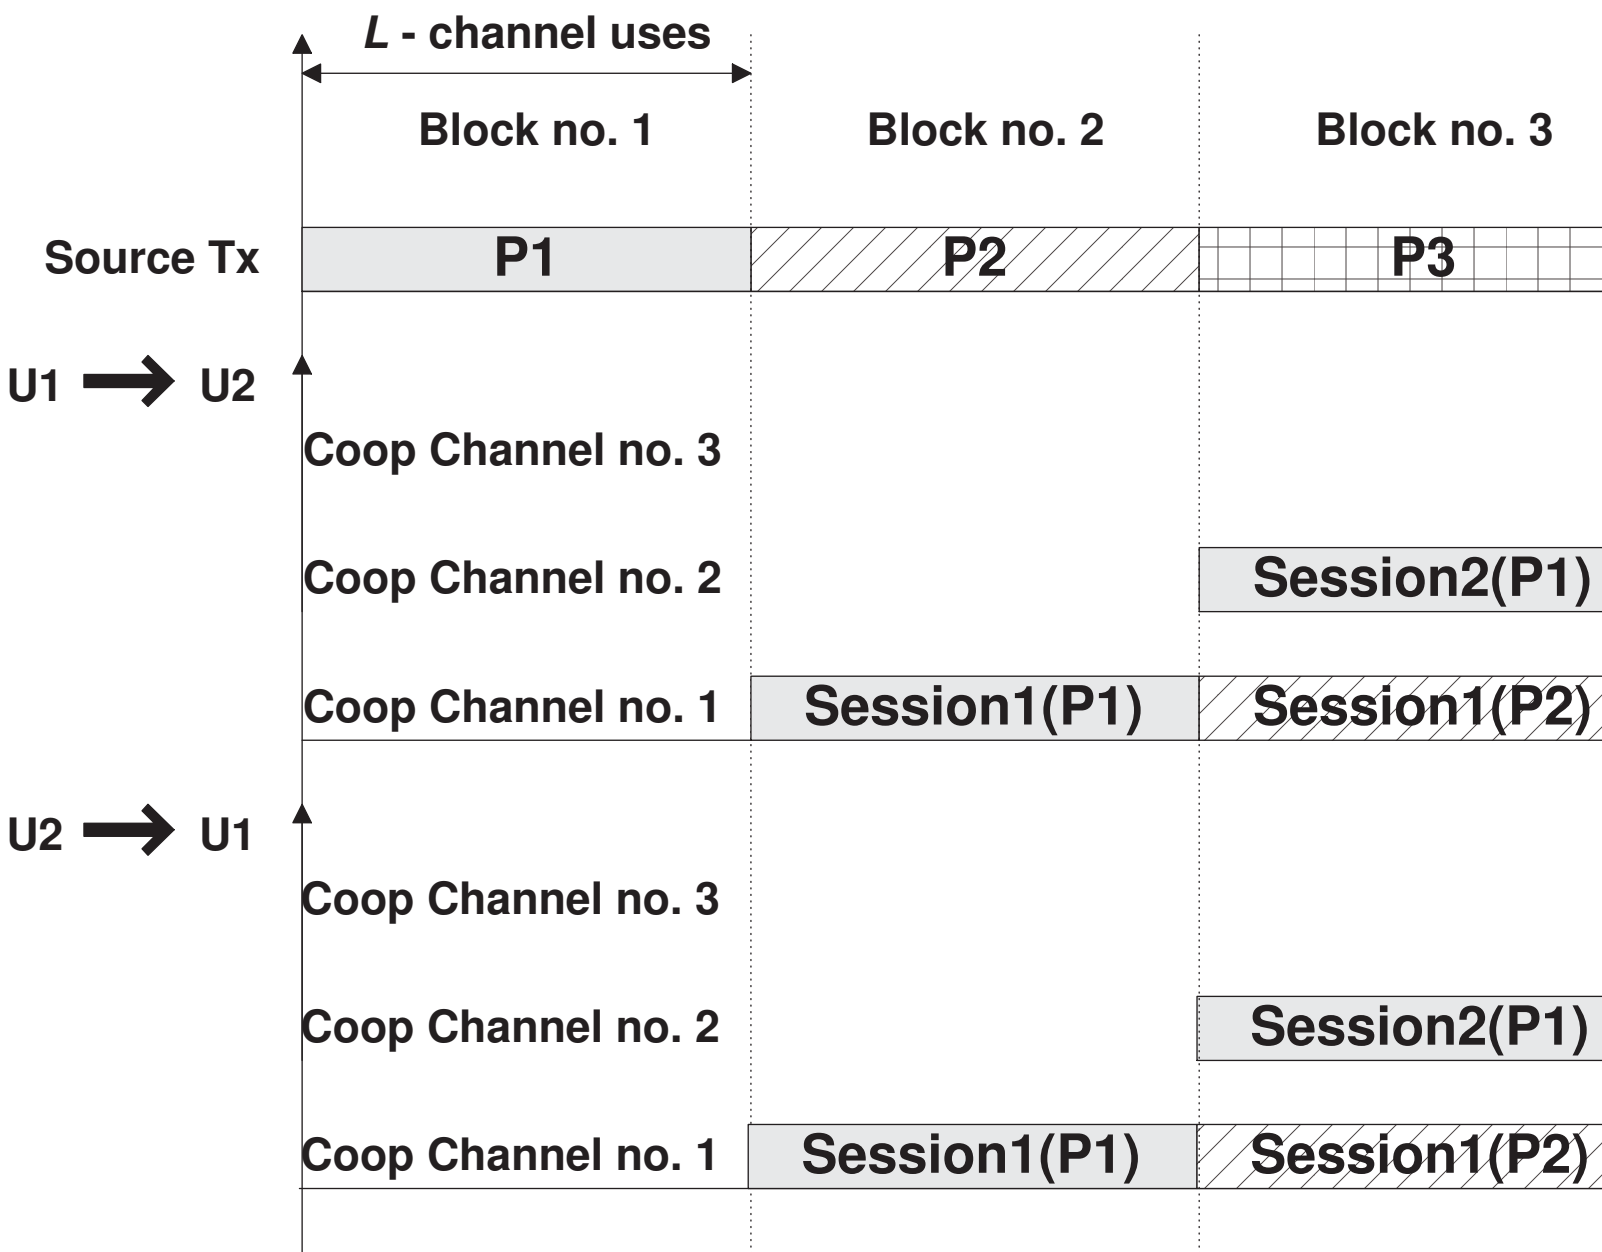 L - channel uses
Block no. 1 Block no. 2 Block no. 3
Source Tx P1 P2 P3
U1 → U2
Coop Channel no. 3
Coop Channel no. 2 Session2(P1)
Coop Channel no. 1 Session1(P1) Session1(P2)
U2 → U1
Coop Channel no. 3
Coop Channel no. 2 Session2(P1)
Coop Channel no. 1 Session1(P1) Session1(P2)